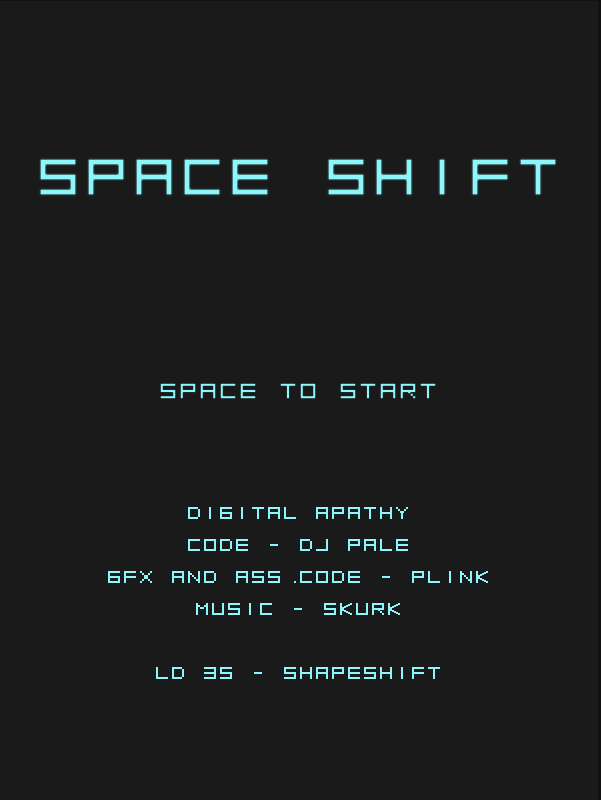 SPACE SHIFT
SPACE TO START
DIGITAL APATHY
CODE - DJ PALE
GFX AND ASS.CODE - PLINK
MUSIC - SKURK
LD 35 - SHAPESHIFT